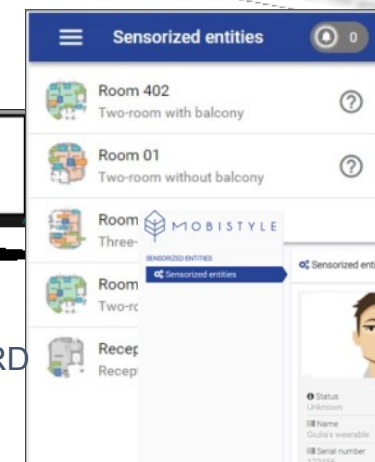 Sensorized entities
0
Room 402
Two-room with balcony
Room 01
Two-room without balcony
Room
Three-
MOBISTYLE
SENSORIZED ENTITIES
Sensorized entities
Sensorized enti
Room
Two-ro
RD
Recep
Recep
Status
Unknown
Name
Giulia's wearable
Serial number